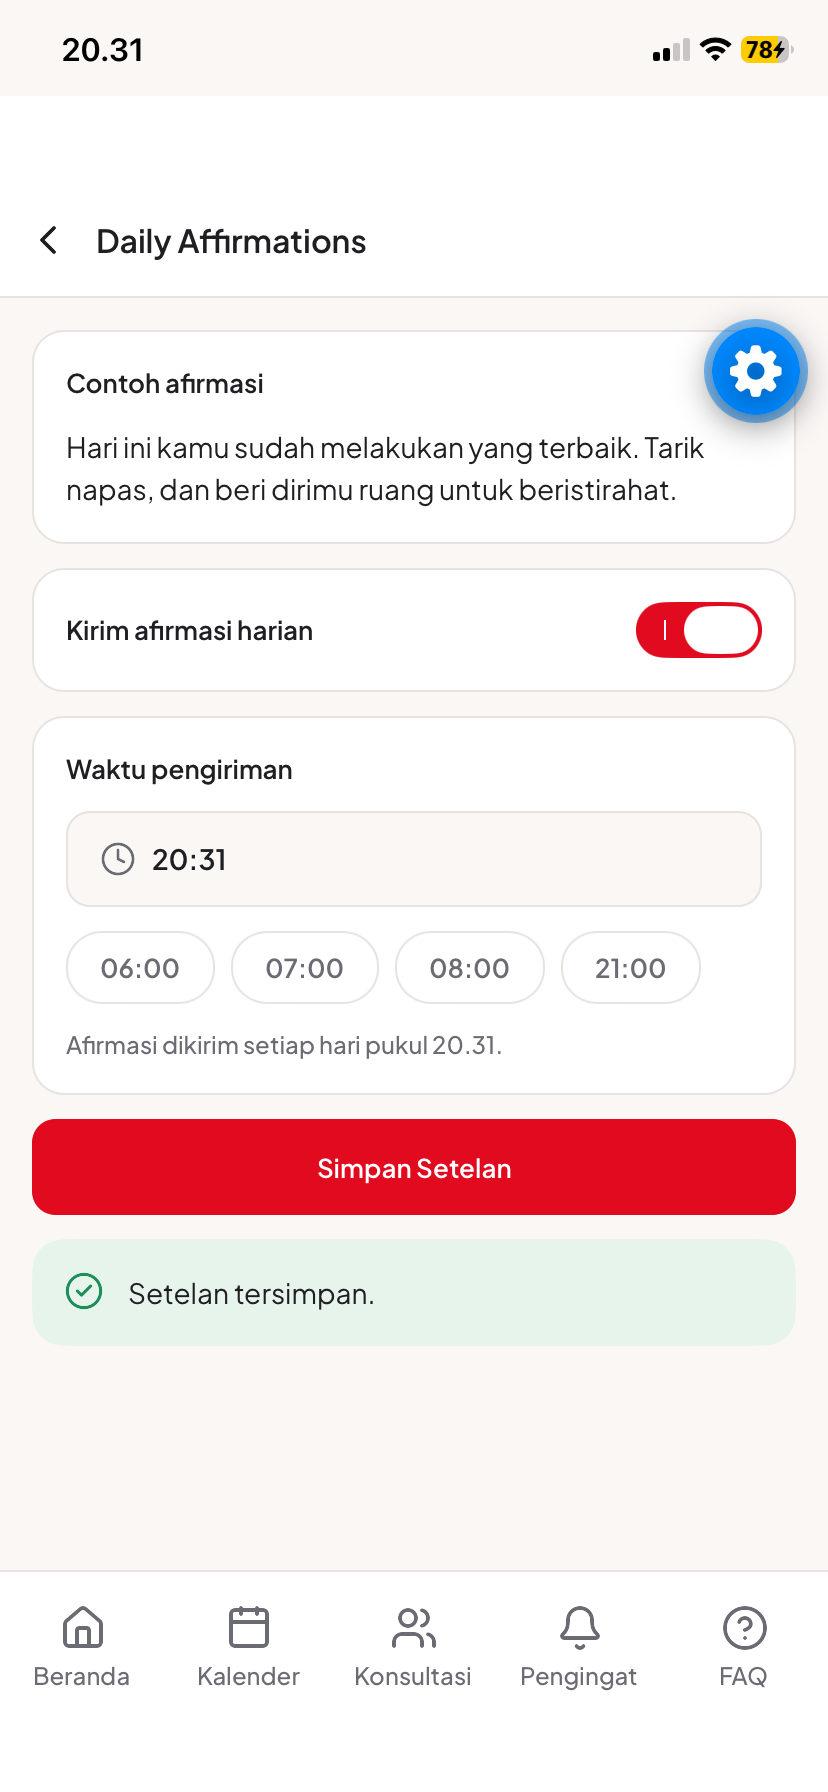 20.31
78
Daily Affirmations
Contoh afirmasi
Hari ini kamu sudah melakukan yang terbaik. Tarik
napas, dan beri dirimu ruang untuk beristirahat.
Kirim afirmasi harian
Waktu pengiriman
20:31
06:00 07:00 08:00 21:00
Afirmasi dikirim setiap hari pukul 20.31.
Simpan Setelan
Setelan tersimpan.
Beranda Kalender Konsultasi Pengingat FAQ